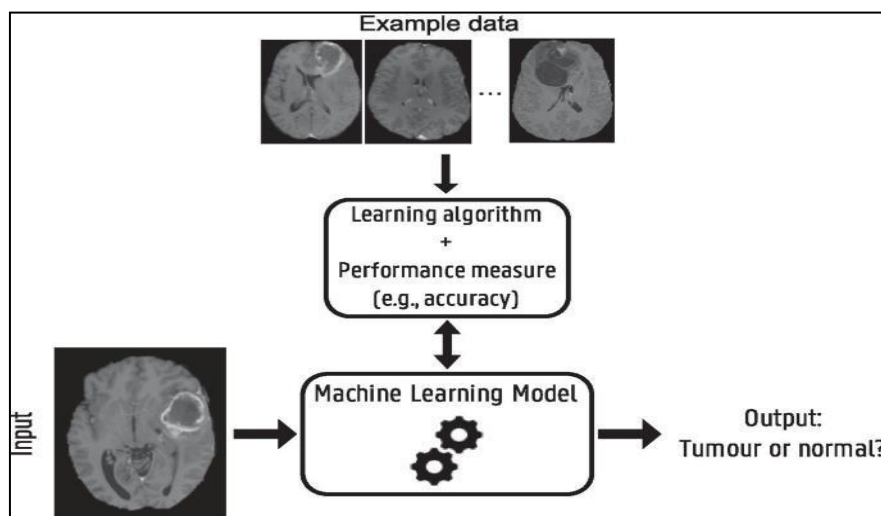 Example data
...
Learning algorithm
+
Performance measure
(e.g., accuracy)
Machine Learning Model
Input
Output:
Tumour or normal?